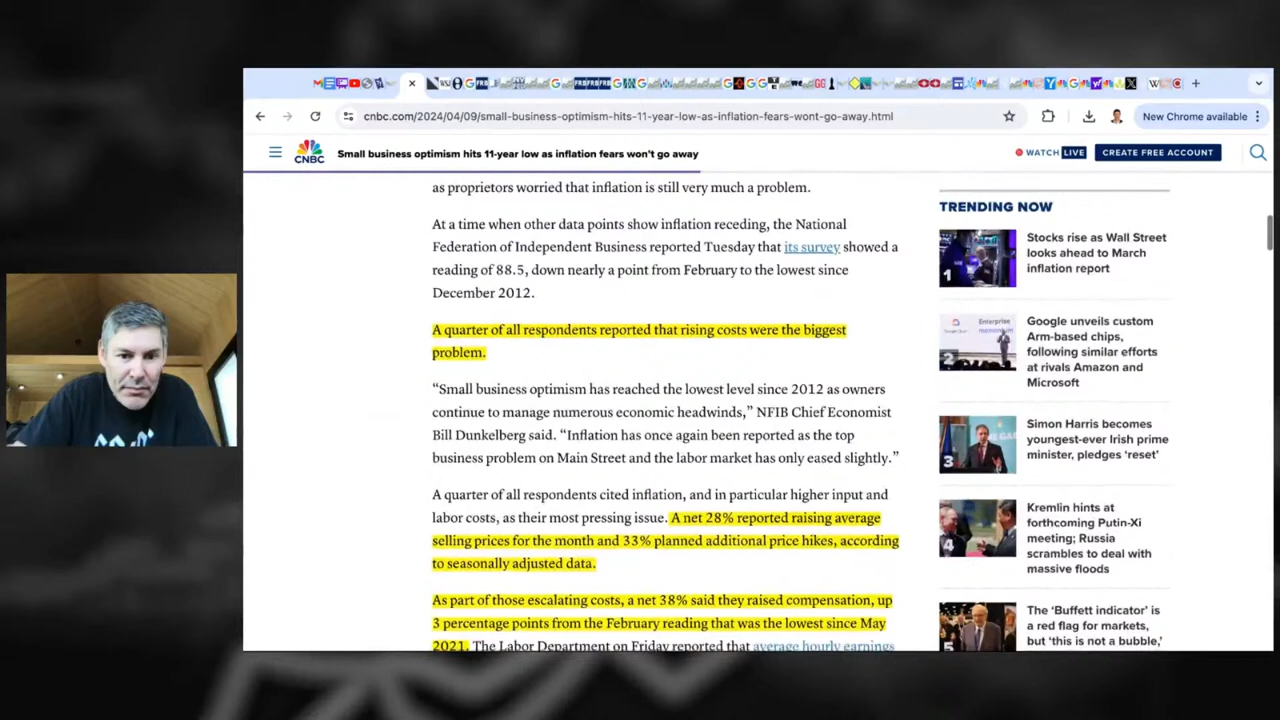 cnbc.com/2024/04/09/small-business-optimism-hits-11-year-low-as-inflation-fears-wont-go-away.html
New Chrome available
CNBC
Small business optimism hits 11-year low as inflation fears won't go away
WATCH LIVE
CREATE FREE ACCOUNT
as proprietors worried that inflation is still very much a problem.
At a time when other data points show inflation receding, the National
Federation of Independent Business reported Tuesday that its survey showed a
reading of 88.5, down nearly a point from February to the lowest since
December 2012.
A quarter of all respondents reported that rising costs were the biggest
problem.
“Small business optimism has reached the lowest level since 2012 as owners
continue to manage numerous economic headwinds,” NFIB Chief Economist
Bill Dunkelberg said. “Inflation has once again been reported as the top
business problem on Main Street and the labor market has only eased slightly.”
A quarter of all respondents cited inflation, and in particular higher input and
labor costs, as their most pressing issue. A net 28% reported raising average
selling prices for the month and 33% planned additional price hikes, according
to seasonally adjusted data.
As part of those escalating costs, a net 38% said they raised compensation, up
3 percentage points from the February reading that was the lowest since May
2021. The Labor Department on Friday reported that average hourly earnings
TRENDING NOW
1
Stocks rise as Wall Street
looks ahead to March
inflation report
2
Google unveils custom
Arm-based chips,
following similar efforts
at rivals Amazon and
Microsoft
3
Simon Harris becomes
youngest-ever Irish prime
minister, pledges ‘reset’
4
Kremlin hints at
forthcoming Putin-Xi
meeting; Russia
scrambles to deal with
massive floods
5
The ‘Buffett indicator’ is
a red flag for markets,
but ‘this is not a bubble,’